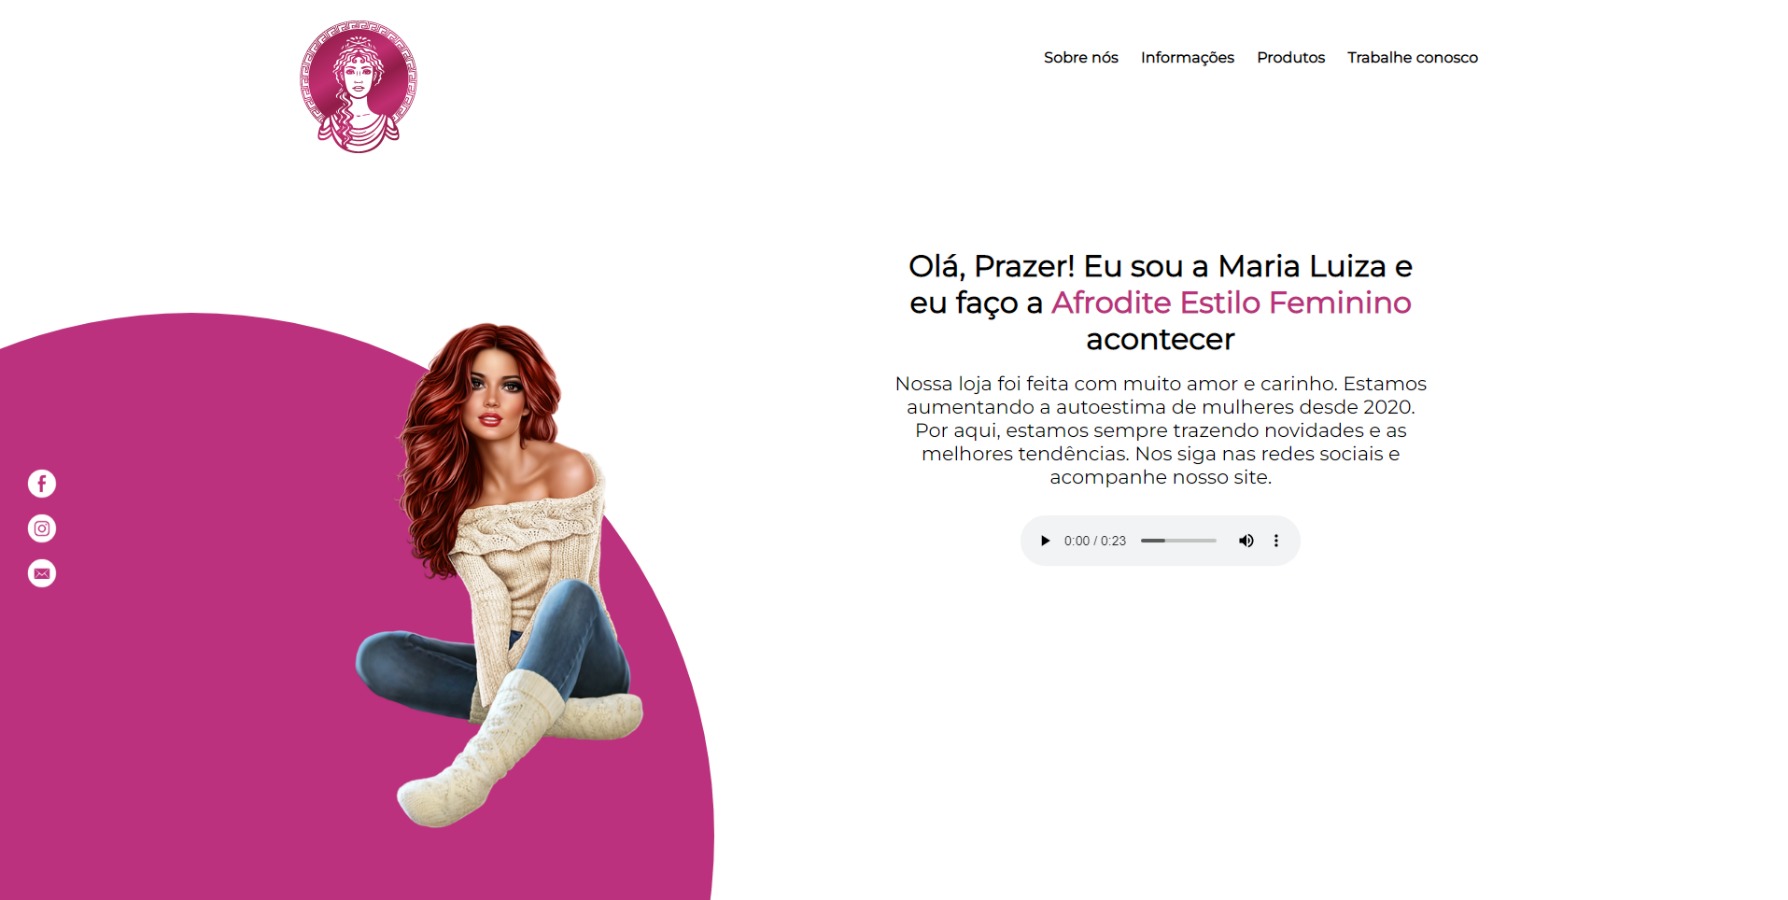 Sobre nós Informações Produtos Trabalhe conosco
Olá, Prazer! Eu sou a Maria Luiza e
eu faço a Afrodite Estilo Feminino
acontecer
Nossa loja foi feita com muito amor e carinho. Estamos
aumentando a autoestima de mulheres desde 2020.
Por aqui, estamos sempre trazendo novidades e as
melhores tendências. Nos siga nas redes sociais e
acompanhe nosso site.
0:00 / 0:23